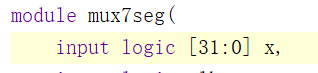 module mux7seg(
input logic [31:0] x,